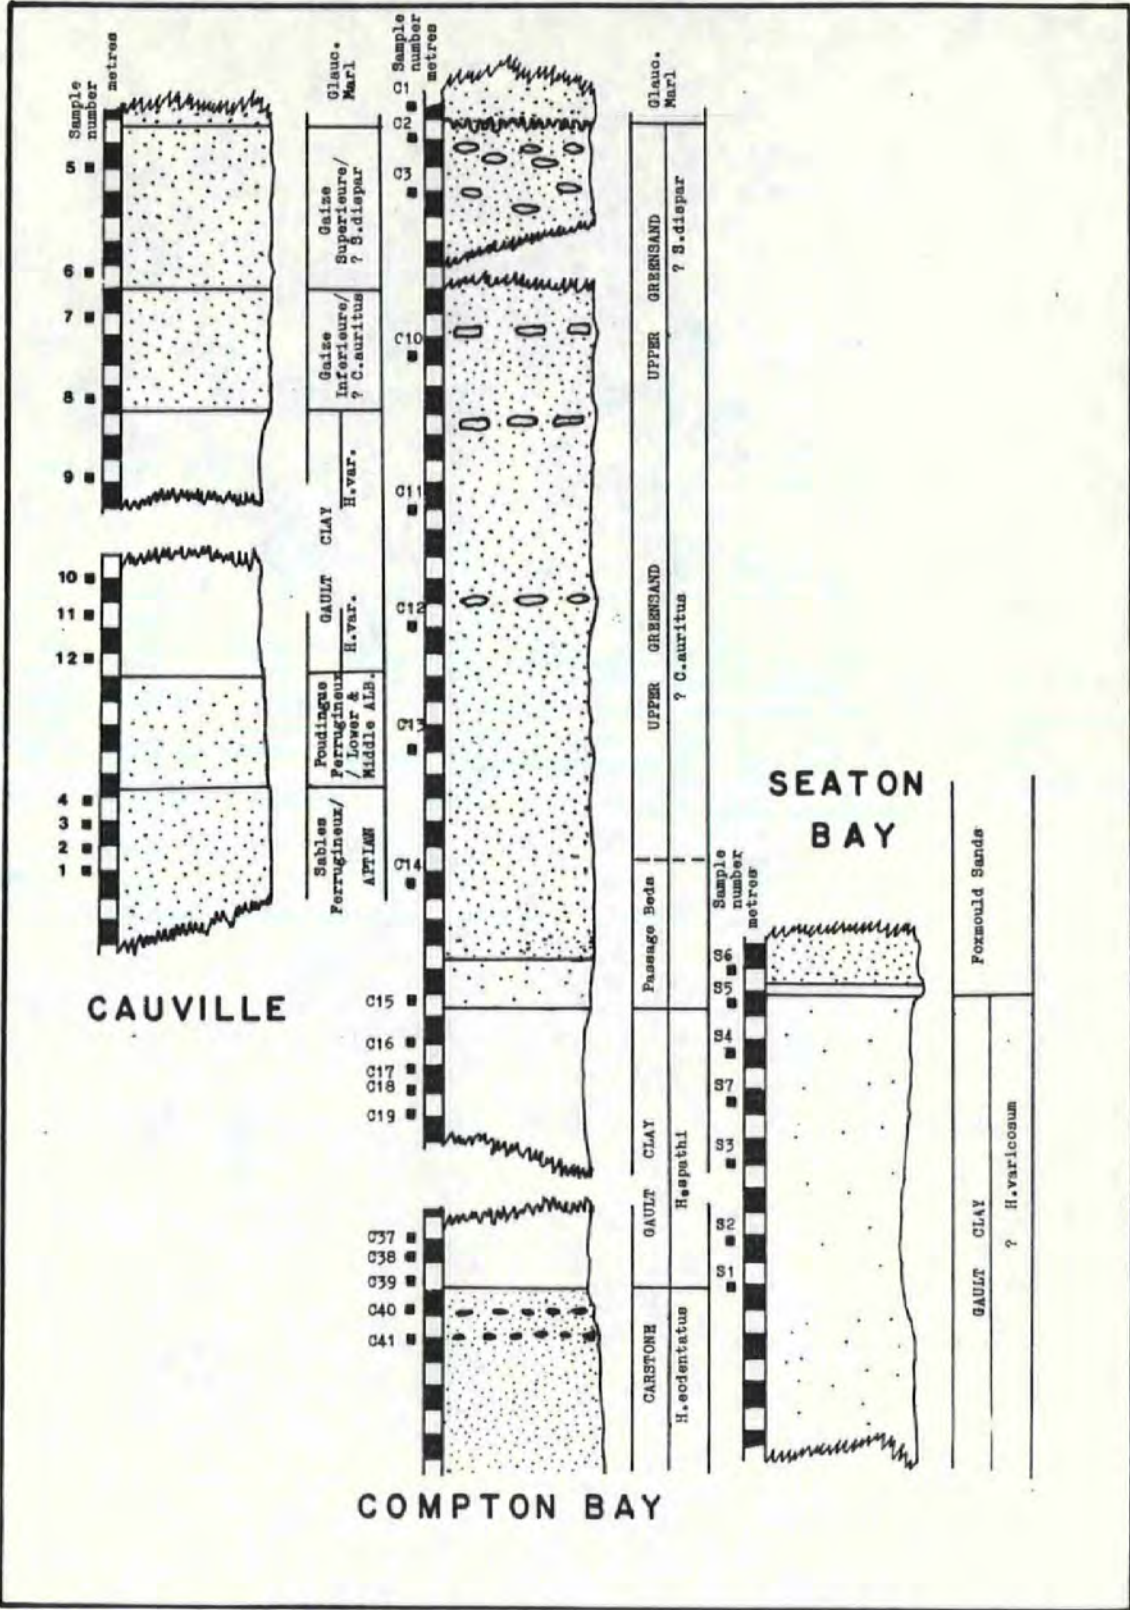 Sample
number
metres
5
6
7
8
9
10
11
12
4
3
2
1
Glauc.
Marl
Gaize
Superieure/
? S.dispar
Gaize
Inferieure/
? C.auritus
H.var.
GAULT CLAY
H.var.
Poudingue
Ferrugineux
/ Lower &
Middle ALB.
Sables
Ferrugineux/
APTIAN
CAUVILLE
Sample
number
metres
C1
C2
C3
C10
C11
C12
C13
C14
C15
C16
C17
C18
C19
C37
C38
C39
C40
C41
Glauc.
Marl
UPPER GREENSAND
? S.dispar
UPPER GREENSAND
? C.auritus
Passage Beds
GAULT CLAY
H.spathi
CARSTONE
H.eodentatus
COMPTON BAY
SEATON
BAY
Sample
number
metres
S6
S5
S4
S7
S3
S2
S1
Foxmould Sands
GAULT CLAY
? H.varicosum